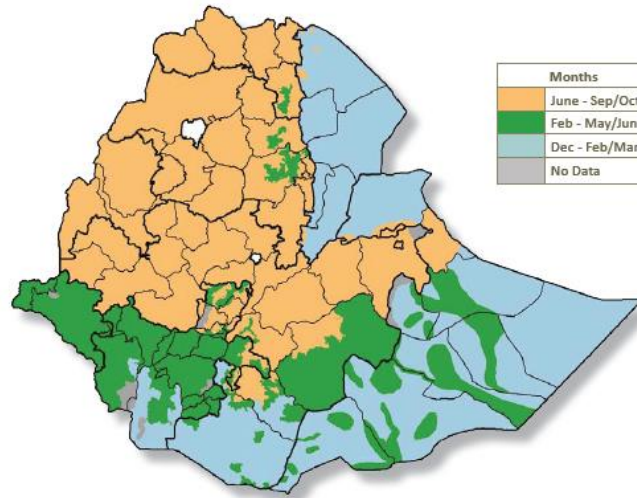 Months
June - Sep/Oct
Feb - May/Jun
Dec - Feb/Mar
No Data